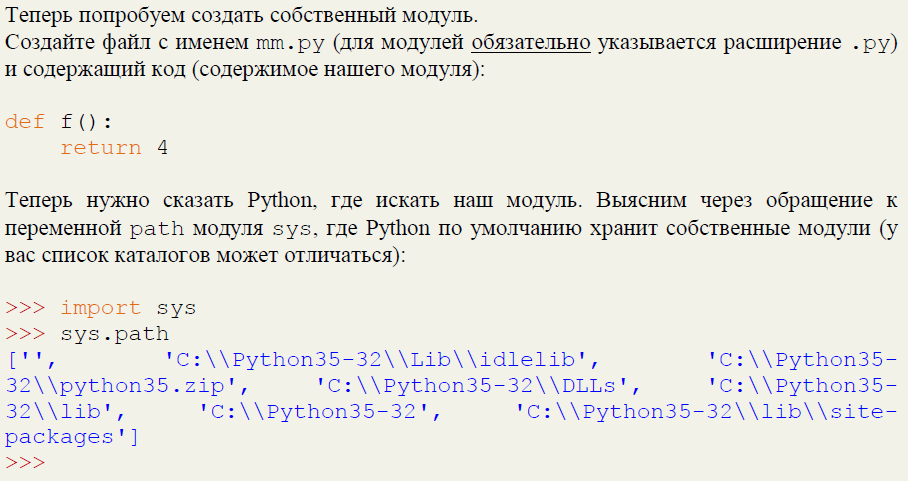 Теперь попробуем создать собственный модуль.
Создайте файл с именем mm.py (для модулей обязательно указывается расширение .py)
и содержащий код (содержимое нашего модуля):
def f():
    return 4
Теперь нужно сказать Python, где искать наш модуль. Выясним через обращение к
переменной path модуля sys, где Python по умолчанию хранит собственные модули (у
вас список каталогов может отличаться):
>>> import sys
>>> sys.path
['', 'C:\\Python35-32\\Lib\\idlelib', 'C:\\Python35-
32\\python35.zip', 'C:\\Python35-32\\DLLs', 'C:\\Python35-
32\\lib', 'C:\\Python35-32', 'C:\\Python35-32\\lib\\site-
packages']
>>>